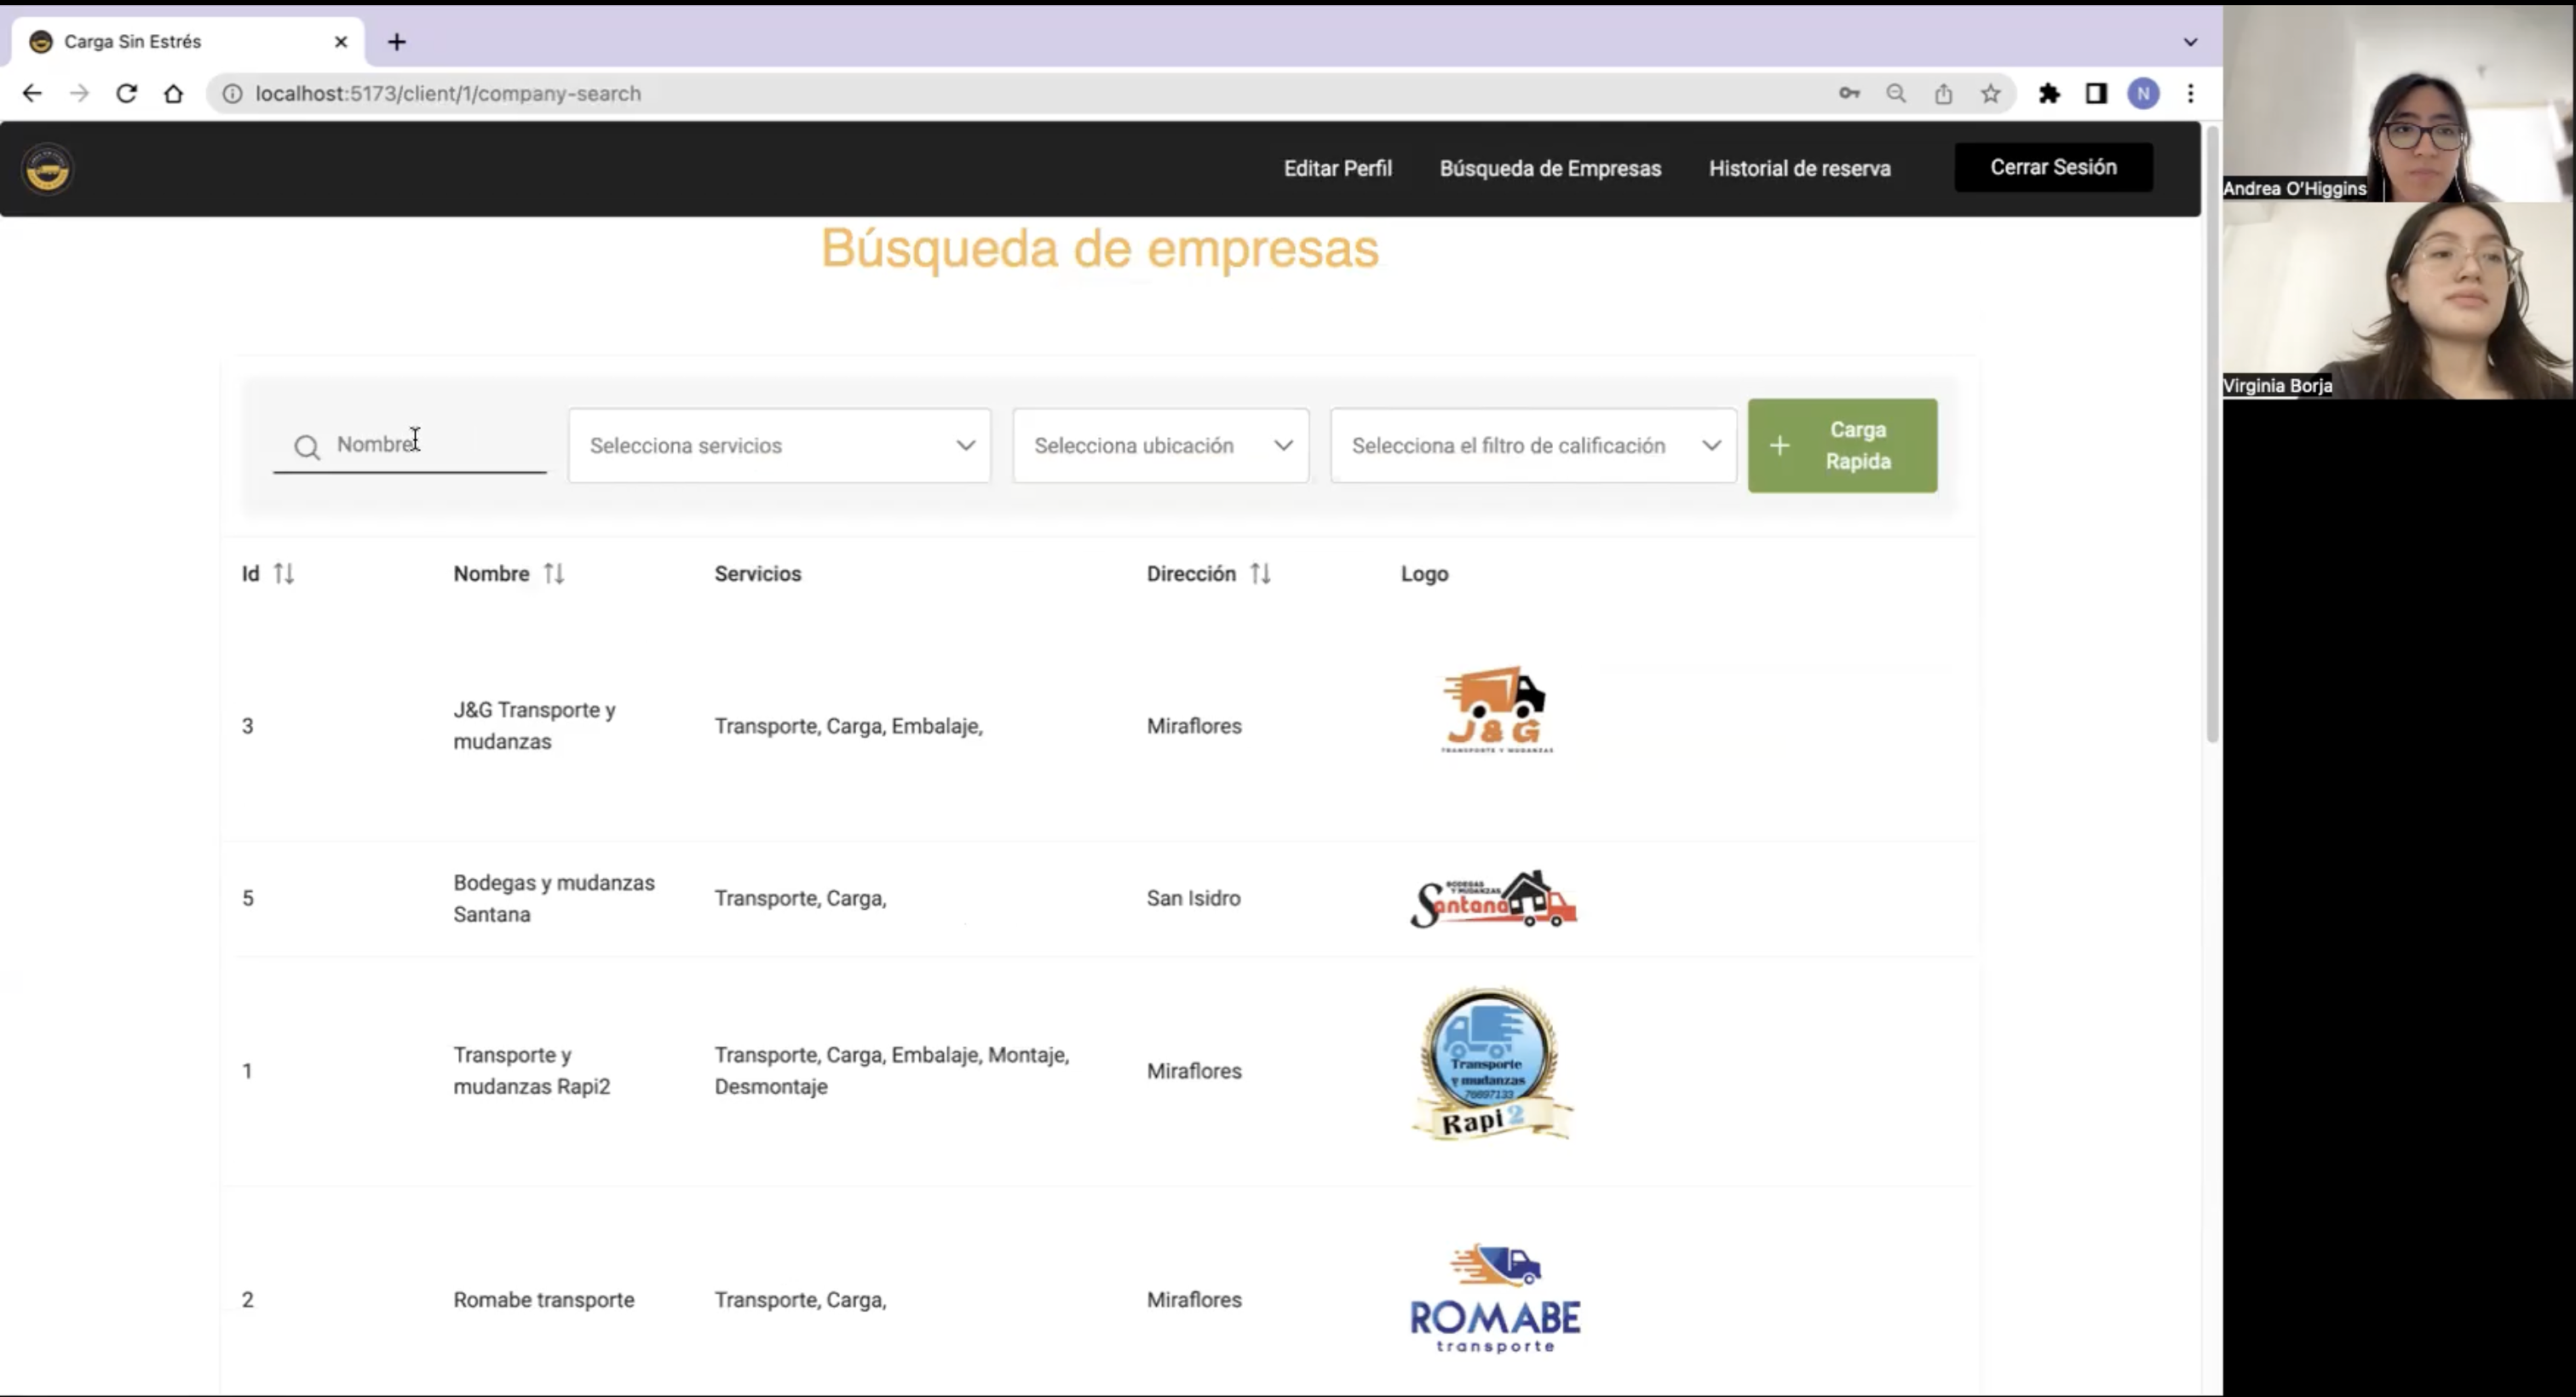 Carga Sin Estrés
localhost:5173/client/1/company-search
N
Editar Perfil
Búsqueda de Empresas
Historial de reserva
Cerrar Sesión
Andrea O'Higgins
Virginia Borja
Búsqueda de empresas
Nombre
Selecciona servicios
Selecciona ubicación
Selecciona el filtro de calificación
Carga
Rapida
Id
Nombre
Servicios
Dirección
Logo
3
J&G Transporte y
mudanzas
Transporte, Carga, Embalaje,
Miraflores
J & G
TRANSPORTE Y MUDANZAS
5
Bodegas y mudanzas
Santana
Transporte, Carga,
San Isidro
BODEGAS
Y MUDANZAS
Santana
1
Transporte y
mudanzas Rapi2
Transporte, Carga, Embalaje, Montaje,
Desmontaje
Miraflores
Transporte
y mudanzas
76697133
Rapi 2
2
Romabe transporte
Transporte, Carga,
Miraflores
ROMABE
transporte